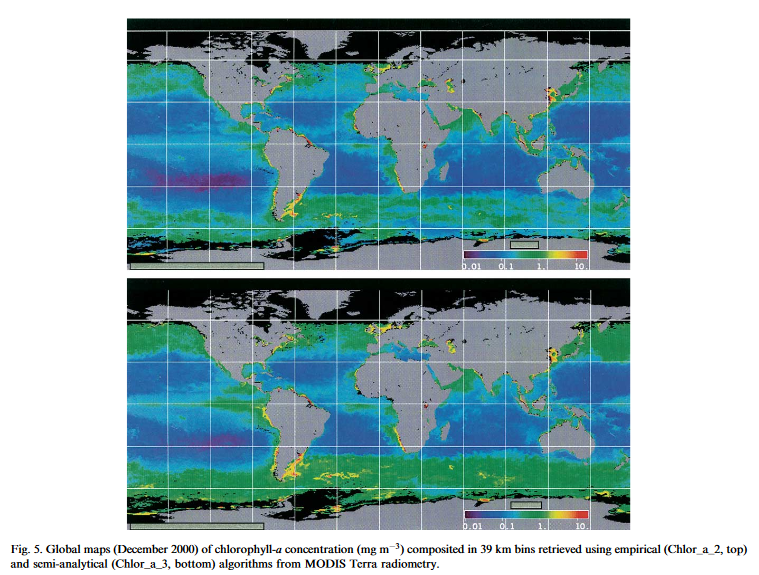 0.01 0.1 1. 10.
0.01 0.1 1. 10.
Fig. 5. Global maps (December 2000) of chlorophyll-a concentration (mg m−3) composited in 39 km bins retrieved using empirical (Chlor_a_2, top)
and semi-analytical (Chlor_a_3, bottom) algorithms from MODIS Terra radiometry.